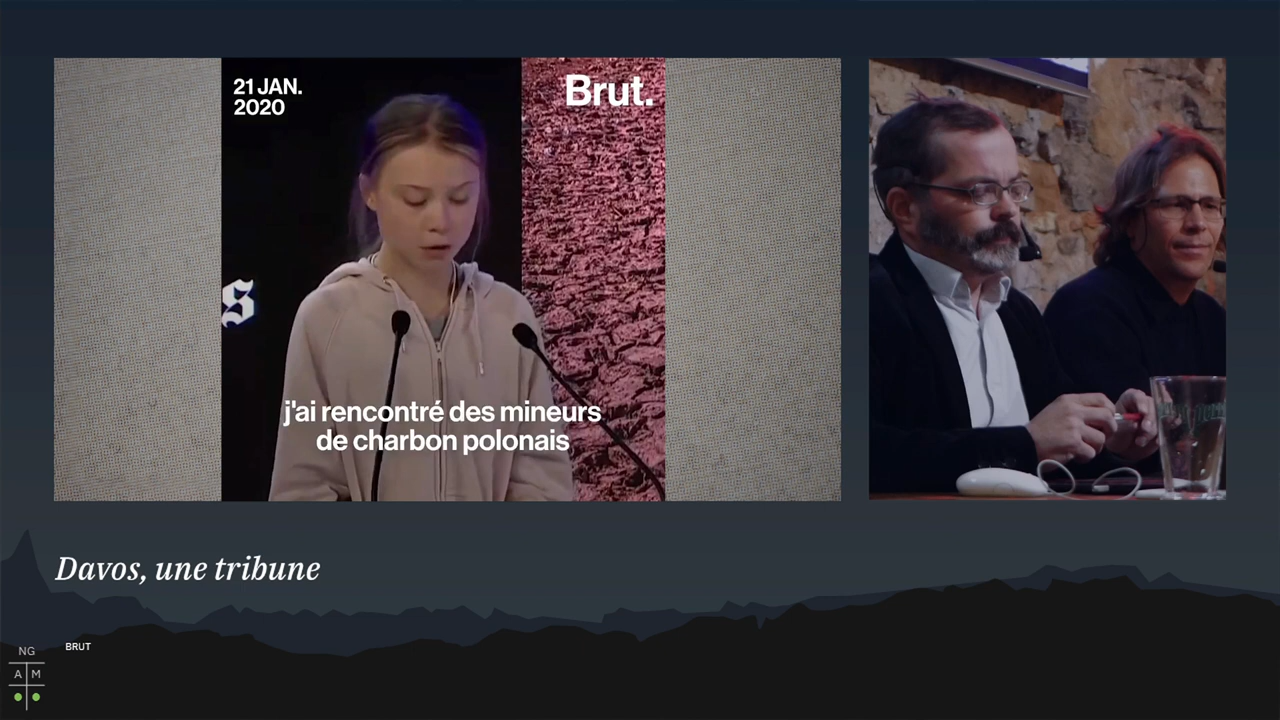 21 JAN.
2020
Brut.
s
j'ai rencontré des mineurs
de charbon polonais
Davos, une tribune
BRUT
NG
A M